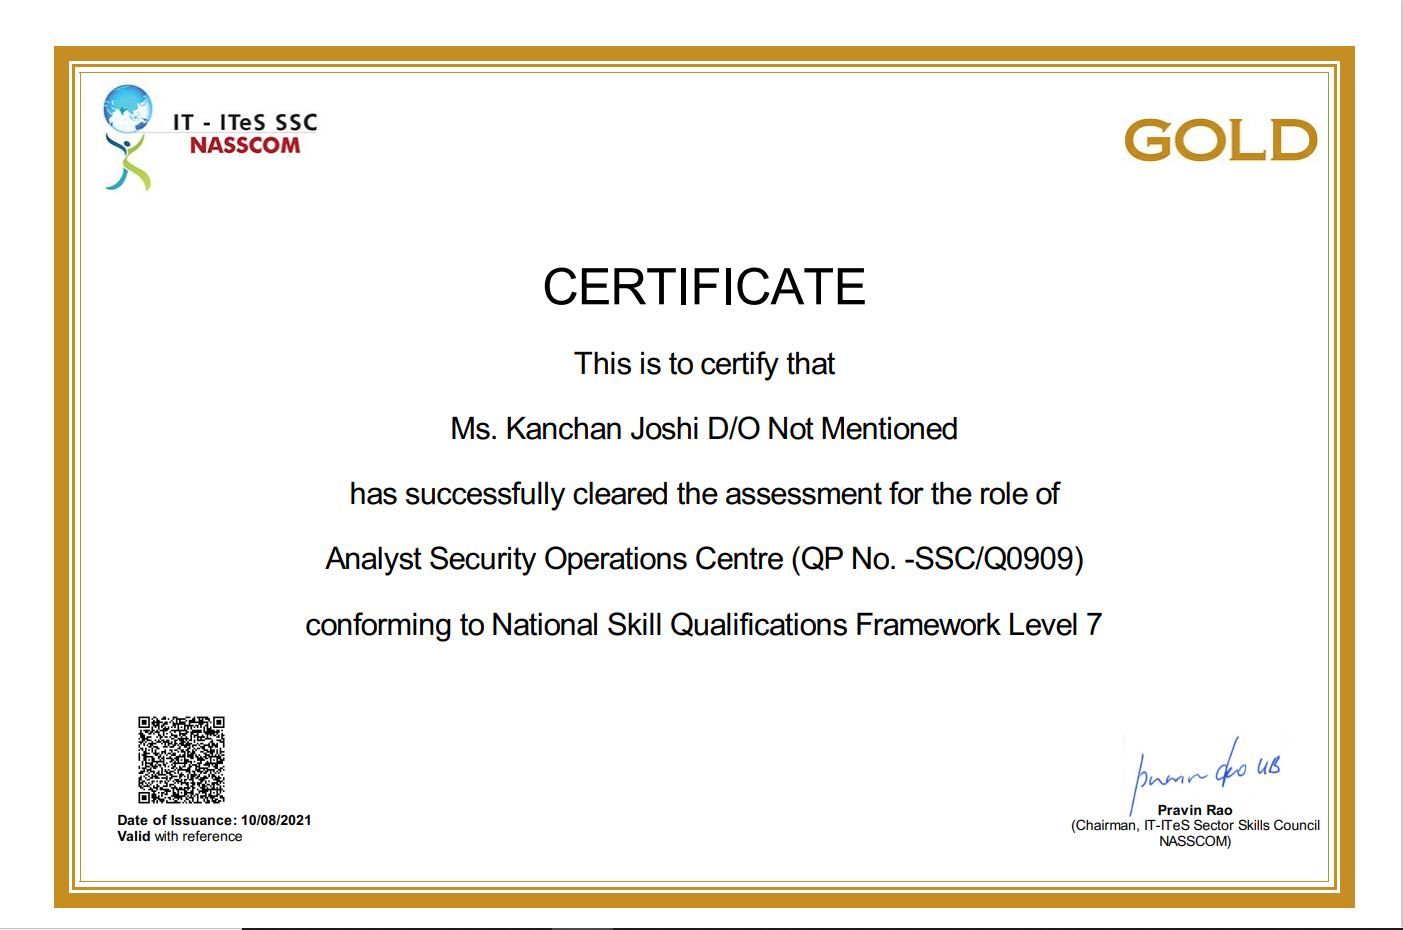 IT - ITeS SSC
NASSCOM
GOLD
CERTIFICATE
This is to certify that
Ms. Kanchan Joshi D/O Not Mentioned
has successfully cleared the assessment for the role of
Analyst Security Operations Centre (QP No. -SSC/Q0909)
conforming to National Skill Qualifications Framework Level 7
Date of Issuance: 10/08/2021
Valid with reference
Pravin Rao
(Chairman, IT-ITeS Sector Skills Council
NASSCOM)